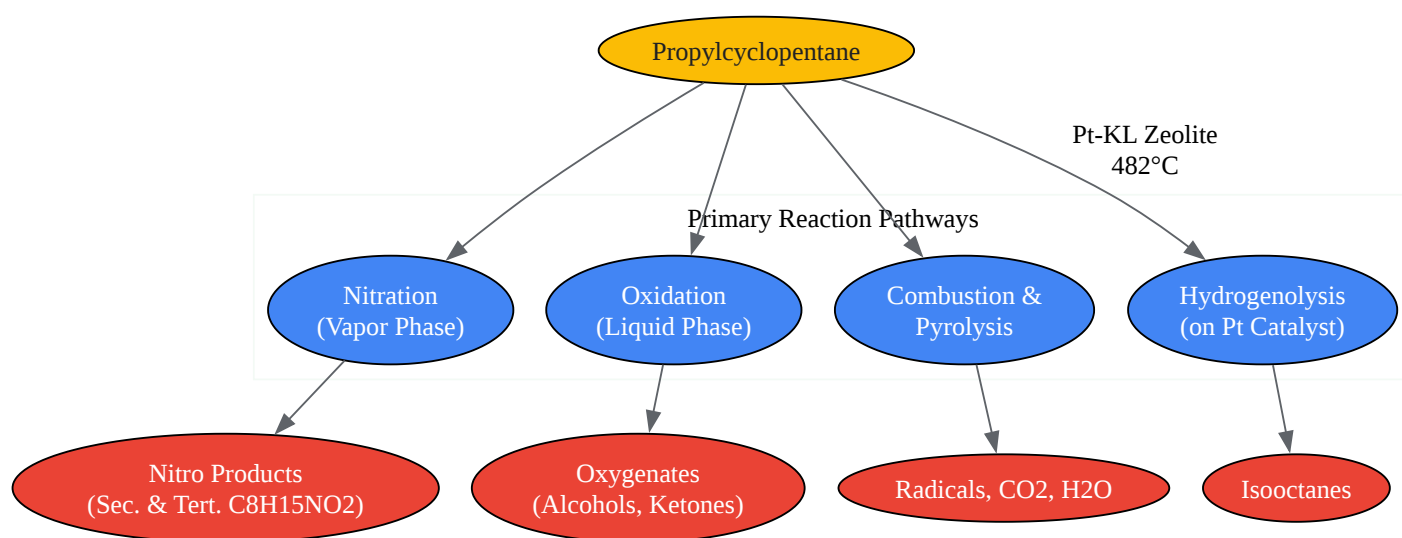 Propylcyclopentane
Pt-KL Zeolite
482°C
Primary Reaction Pathways
Nitration
(Vapor Phase)
Oxidation
(Liquid Phase)
Combustion &
Pyrolysis
Hydrogenolysis
(on Pt Catalyst)
Nitro Products
(Sec. & Tert. C8H15NO2)
Oxygenates
(Alcohols, Ketones)
Radicals, CO2, H2O
Isooctanes